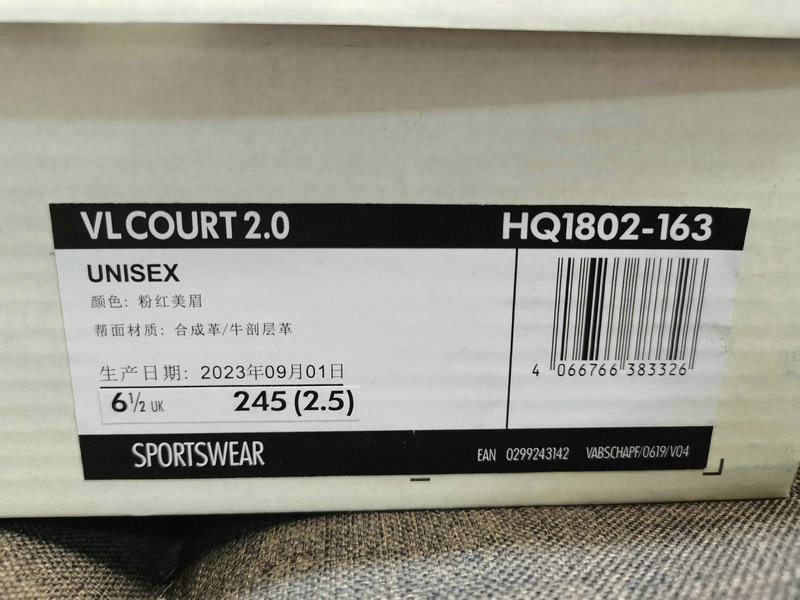 VL COURT 2.0
HQ1802-163
UNISEX
颜色: 粉红美眉
帮面材质: 合成革/牛剖层革
生产日期: 2023年09月01日
6½ UK 245 (2.5)
4 066766 383326
SPORTSWEAR
EAN 0299243142 VABSCHAPF/0619/V04